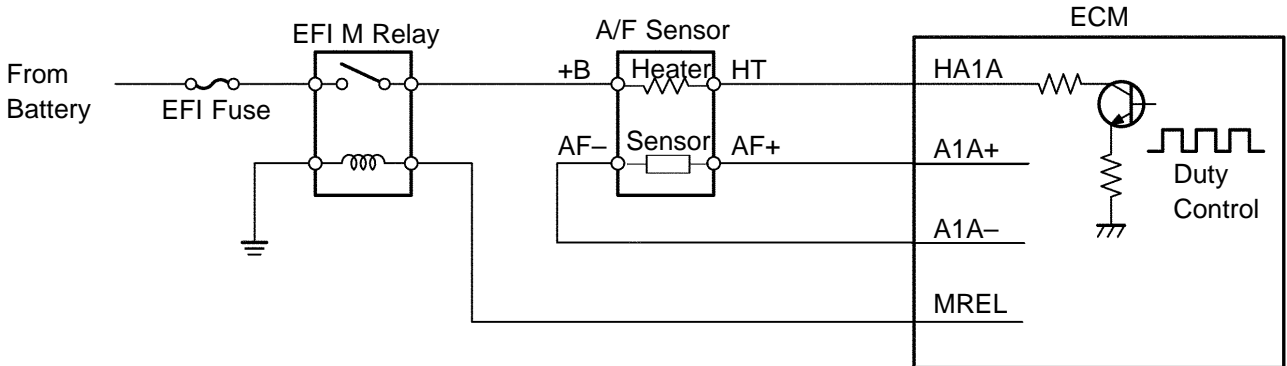 ECM
EFI M Relay
A/F Sensor
From
Battery
EFI Fuse
+B
Heater
HT
HA1A
AF–
Sensor
AF+
A1A+
Duty
Control
A1A–
MREL